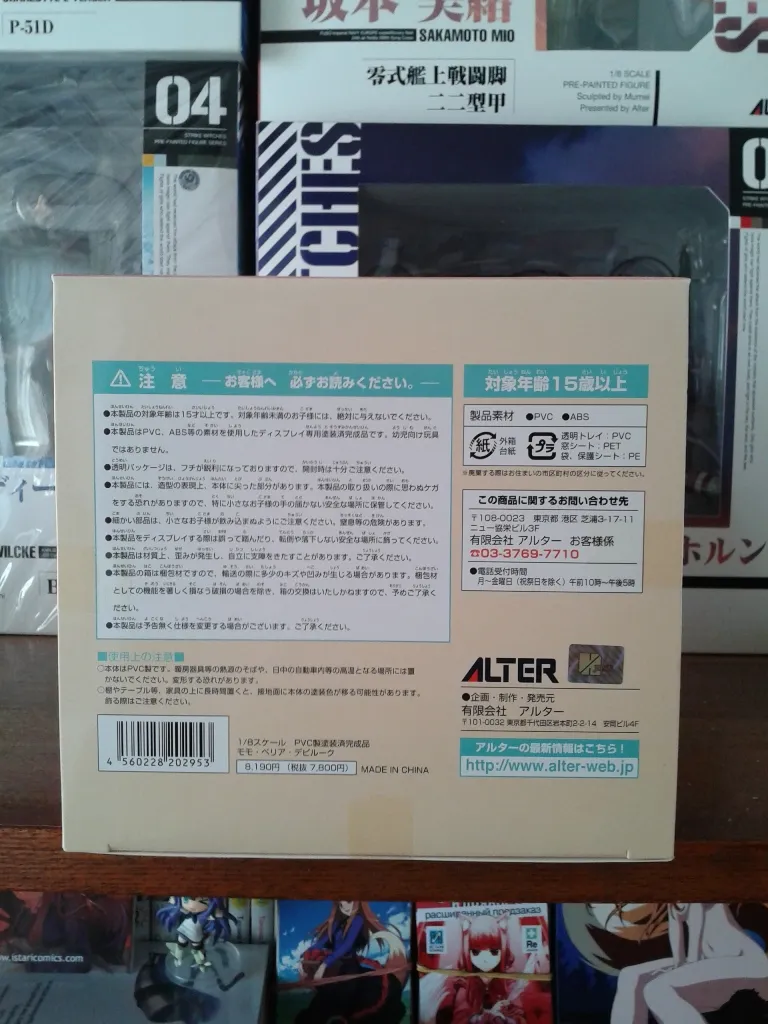 P-51D
坂本 美緒
SAKAMOTO MIO
零式艦上戦闘脚
二二型甲
1/8 SCALE
PRE-PAINTED FIGURE
Sculpted by Mumei
Presented by Alter
04
STRIKE WITCHES
PRE-PAINTED FIGURE SERIES
CHES
VILCKE
ホルン
注意 ―お客様へ 必ずお読みください。―
●本製品の対象年齢は15才以上です。対象年齢未満のお子様には、絶対に与えないでください。
●本製品はPVC、ABS等の素材を使用したディスプレイ専用塗装済完成品です。幼児向け玩具
ではありません。
●透明パッケージは、フチが鋭利になっておりますので、開封時は十分ご注意ください。
●本製品には、造型の表現上、本体に尖った部分があります。本製品の取り扱いの際に思わぬケガ
をする恐れがありますので、特に小さなお子様の手の届かない安全な場所に保管してください。
●細かい部品は、小さなお子様が飲み込まぬようにご注意ください。窒息等の危険があります。
●本製品をディスプレイする際は誤って踏んだり、転倒や落下しない安全な場所に飾ってください。
●本製品は材質上、歪みが発生し、自立に支障をきたすことがあります。ご了承ください。
●本製品の箱は梱包材ですので、輸送の際に多少のキズや凹みが生じる場合があります。梱包材
としての機能を著しく損なう破損の場合を除き、箱の交換はいたしかねますので、予めご了承く
ださい。
●本製品は予告無く仕様を変更する場合がございます。ご了承ください。
■使用上の注意■
○本体はPVC製です。暖房器具等の熱源のそばや、日中の自動車内等の高温となる場所には置
かないでください。変形する恐れがあります。
○棚やテーブル等、家具の上に長時間置くと、接地面に本体の塗装色が移る可能性があります。
飾る際はご注意ください。
4 560228 202953
1/8スケール PVC製塗装済完成品
モモ・ベリア・デビルーク
8,190円 (税抜 7,800円) MADE IN CHINA
対象年齢15歳以上
製品素材 ●PVC ●ABS
紙 外箱
台紙
プラ 透明トレイ：PVC
窓シート：PET
袋、保護シート：PE
※廃棄する際はお住まいの市区町村の区分に従ってください。
この商品に関するお問い合わせ先
〒108-0023 東京都 港区 芝浦3-17-11
ニュー協栄ビル3F
有限会社 アルター お客様係
☎03-3769-7710
●電話受付時間
月～金曜日（祝祭日を除く）午前10時～午後5時
ALTER
●企画・制作・発売元
有限会社 アルター
〒101-0032 東京都千代田区岩本町2-2-14 安岡ビル4F
アルターの最新情報はこちら！
http://www.alter-web.jp
w.istaricomics.com
расширенный предзаказ